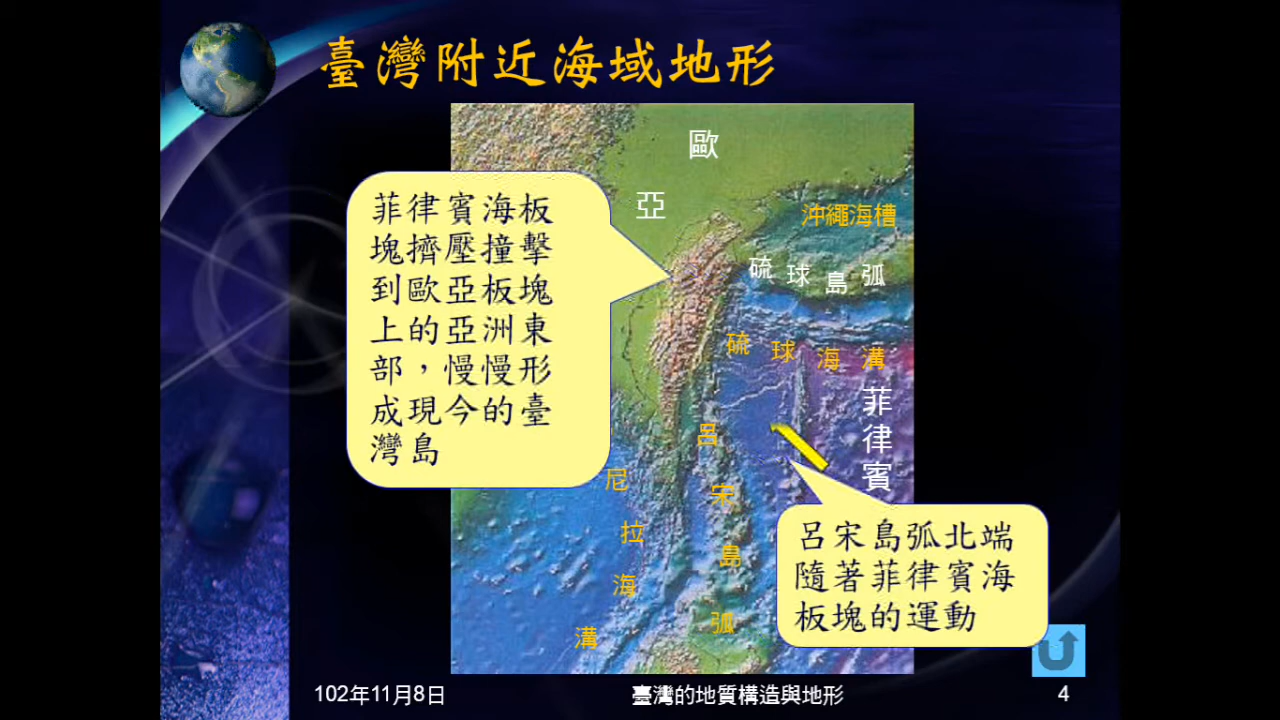 臺灣附近海域地形
歐
亞
沖繩海槽
硫球島弧
硫球海溝
菲律賓
菲律賓海板
塊擠壓撞擊
到歐亞板塊
上的亞洲東
部，慢慢形
成現今的臺
灣島
呂宋島弧
尼拉海溝
呂宋島弧北端
隨著菲律賓海
板塊的運動
102年11月8日
臺灣的地質構造與地形
4